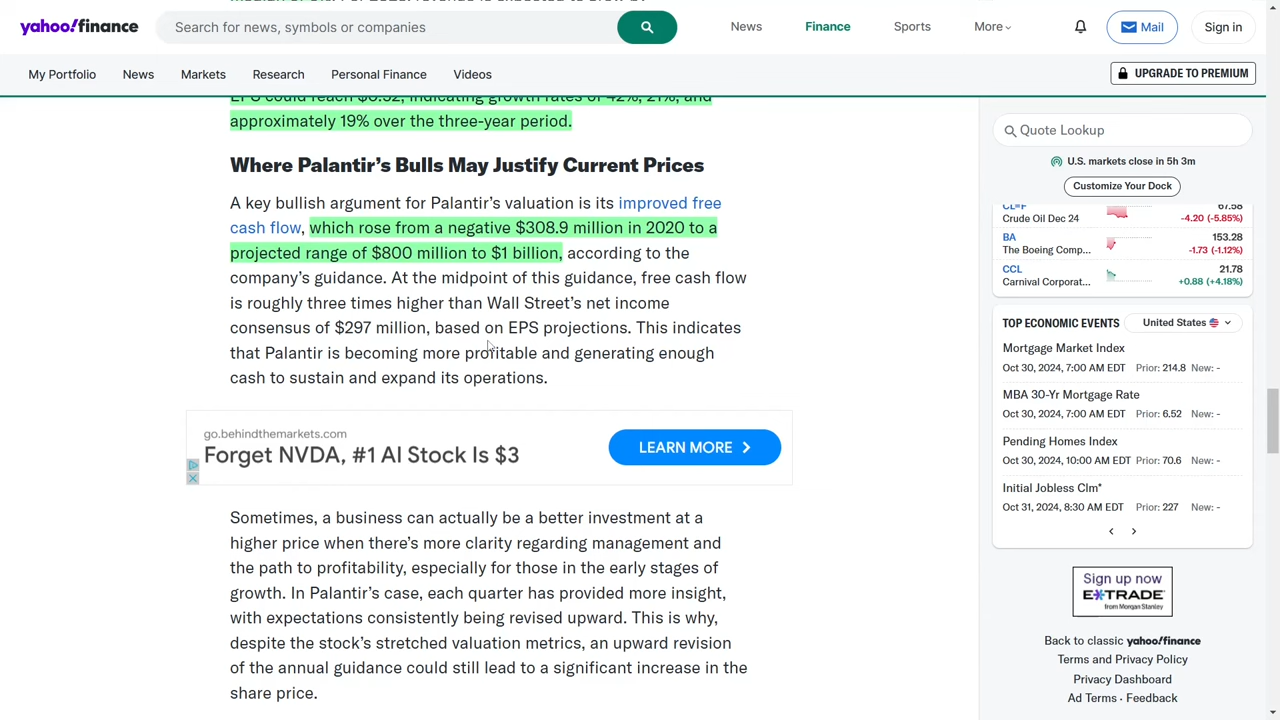 yahoo!finance
Search for news, symbols or companies
News
Finance
Sports
More
Mail
Sign in
My Portfolio
News
Markets
Research
Personal Finance
Videos
UPGRADE TO PREMIUM
EPS could reach $0.52, indicating growth rates of 42%, 21%, and
approximately 19% over the three-year period.
Where Palantir's Bulls May Justify Current Prices
A key bullish argument for Palantir's valuation is its improved free
cash flow, which rose from a negative $308.9 million in 2020 to a
projected range of $800 million to $1 billion, according to the
company's guidance. At the midpoint of this guidance, free cash flow
is roughly three times higher than Wall Street's net income
consensus of $297 million, based on EPS projections. This indicates
that Palantir is becoming more profitable and generating enough
cash to sustain and expand its operations.
go.behindthemarkets.com
Forget NVDA, #1 AI Stock Is $3
LEARN MORE
Sometimes, a business can actually be a better investment at a
higher price when there's more clarity regarding management and
the path to profitability, especially for those in the early stages of
growth. In Palantir's case, each quarter has provided more insight,
with expectations consistently being revised upward. This is why,
despite the stock's stretched valuation metrics, an upward revision
of the annual guidance could still lead to a significant increase in the
share price.
Quote Lookup
U.S. markets close in 5h 3m
Customize Your Dock
CL=F 67.58
Crude Oil Dec 24 -4.20 (-5.85%)
BA 153.28
The Boeing Comp... -1.73 (-1.12%)
CCL 21.78
Carnival Corporat... +0.88 (+4.18%)
TOP ECONOMIC EVENTS
United States
Mortgage Market Index
Oct 30, 2024, 7:00 AM EDT Prior: 214.8 New: -
MBA 30-Yr Mortgage Rate
Oct 30, 2024, 7:00 AM EDT Prior: 6.52 New: -
Pending Homes Index
Oct 30, 2024, 10:00 AM EDT Prior: 70.6 New: -
Initial Jobless Clm*
Oct 31, 2024, 8:30 AM EDT Prior: 227 New: -
Sign up now
E*TRADE
from Morgan Stanley
Back to classic yahoo!finance
Terms and Privacy Policy
Privacy Dashboard
Ad Terms · Feedback